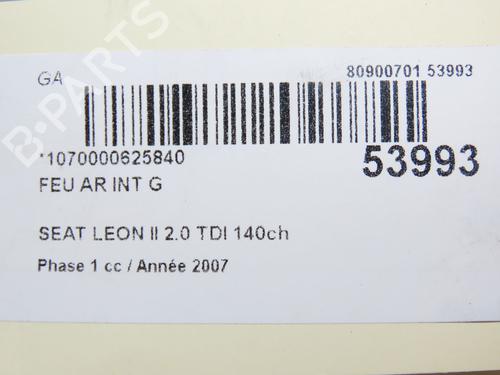 GA
80900701 53993
*1070000625840
53993
FEU AR INT G
SEAT LEON II 2.0 TDI 140ch
Phase 1 cc / Année 2007
B-PARTS